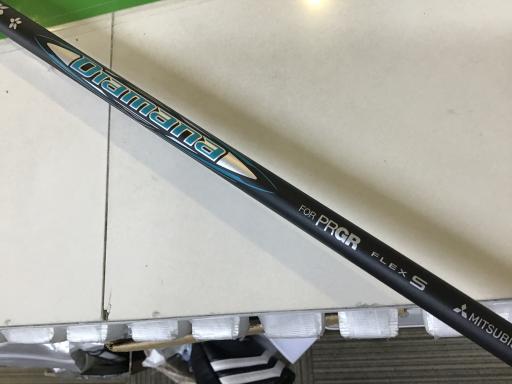 Diamana
FOR PRGR FLEX S
MITSUBI